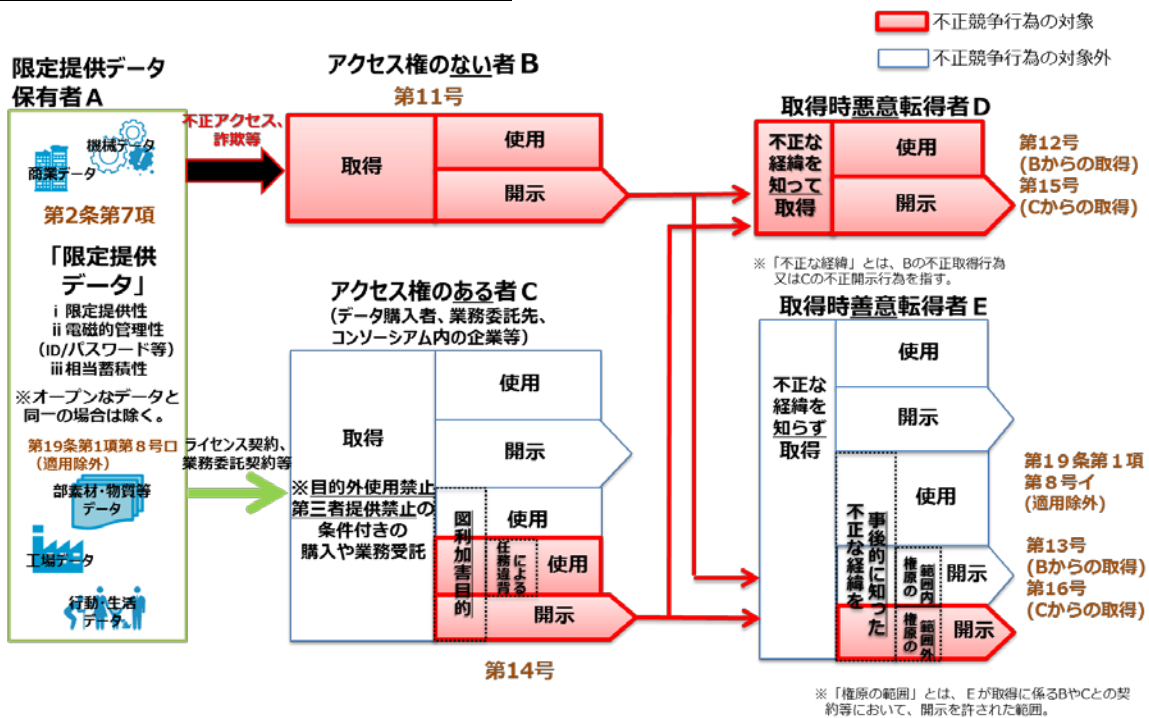 不正競争行為の対象
不正競争行為の対象外
限定提供データ
保有者A
機械データ
商業データ
第2条第7項
「限定提供
データ」
ⅰ 限定提供性
ⅱ 電磁的管理性
(ID/パスワード等)
ⅲ 相当蓄積性
※オープンなデータと
同一の場合は除く。
第19条第1項第8号ロ
(適用除外)
部素材・物質等
データ
工場データ
行動・生活
データ
不正アクセス、
詐欺等
ライセンス契約、
業務委託契約等
アクセス権のない者B
第11号
取得
使用
開示
アクセス権のある者C
(データ購入者、業務委託先、
コンソーシアム内の企業等)
取得
※目的外使用禁止
第三者提供禁止の
条件付きの
購入や業務受託
使用
開示
図利加害目的
使用
任務違背
による
使用
開示
第14号
取得時悪意転得者D
不正な
経緯を
知って
取得
使用
開示
第12号
(Bからの取得)
第15号
(Cからの取得)
※「不正な経緯」とは、Bの不正取得行為
又はCの不正開示行為を指す。
取得時善意転得者E
不正な
経緯を
知らず
取得
使用
開示
不正な経緯を
事後的に知った
使用
権原の
範囲内
開示
権原の
範囲外
開示
第19条第1項
第8号イ
(適用除外)
第13号
(Bからの取得)
第16号
(Cからの取得)
※「権原の範囲」とは、Eが取得に係るBやCとの契
約等において、開示を許された範囲。